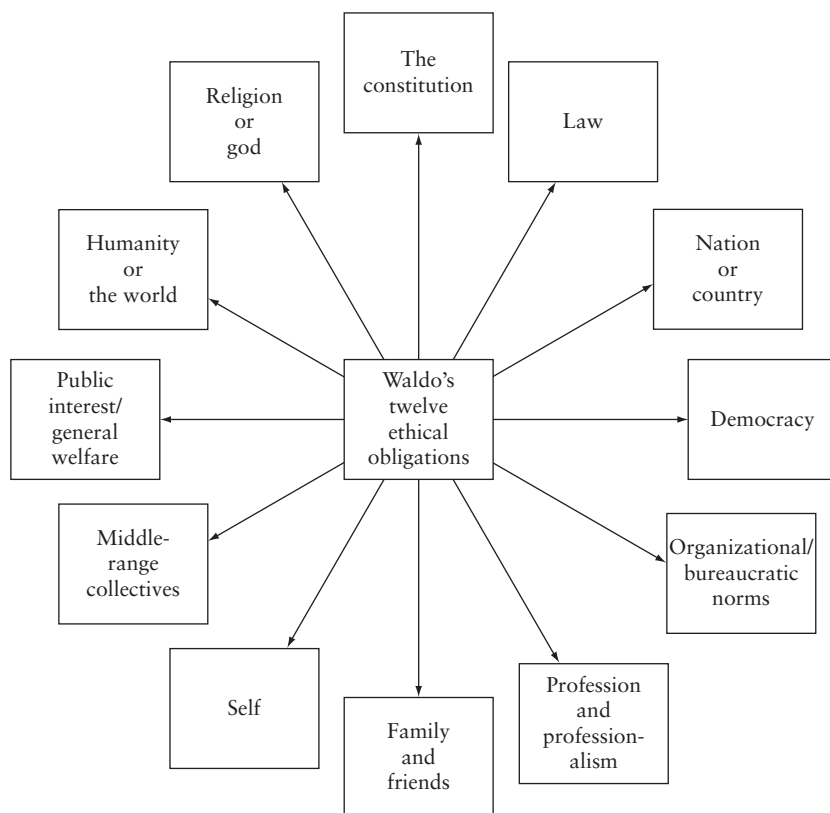 The
constitution
Law
Nation
or
country
Democracy
Organizational/
bureaucratic
norms
Profession
and
profession-
alism
Family
and
friends
Self
Middle-
range
collectives
Public
interest/
general
welfare
Humanity
or
the world
Religion
or
god
Waldo's
twelve
ethical
obligations